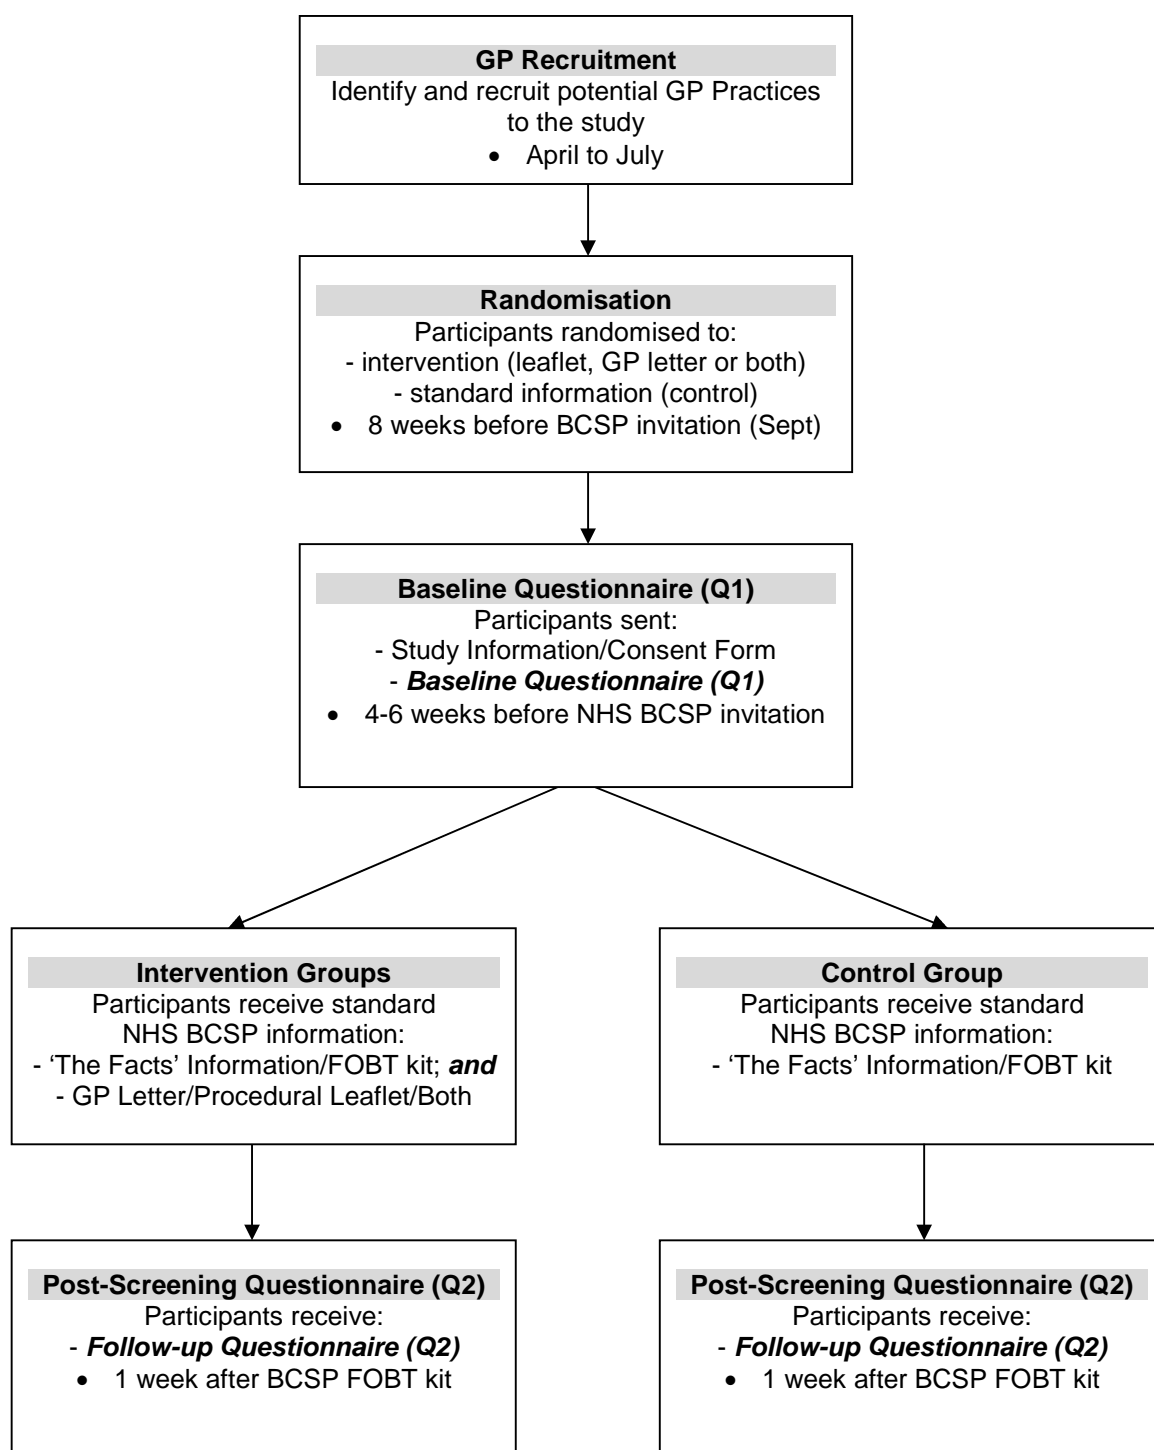 GP Recruitment
Identify and recruit potential GP Practices
to the study
• April to July
Randomisation
Participants randomised to:
- intervention (leaflet, GP letter or both)
- standard information (control)
• 8 weeks before BCSP invitation (Sept)
Baseline Questionnaire (Q1)
Participants sent:
- Study Information/Consent Form
- Baseline Questionnaire (Q1)
• 4-6 weeks before NHS BCSP invitation
Intervention Groups
Participants receive standard
NHS BCSP information:
- ‘The Facts’ Information/FOBT kit; and
- GP Letter/Procedural Leaflet/Both
Control Group
Participants receive standard
NHS BCSP information:
- ‘The Facts’ Information/FOBT kit
Post-Screening Questionnaire (Q2)
Participants receive:
- Follow-up Questionnaire (Q2)
• 1 week after BCSP FOBT kit
Post-Screening Questionnaire (Q2)
Participants receive:
- Follow-up Questionnaire (Q2)
• 1 week after BCSP FOBT kit